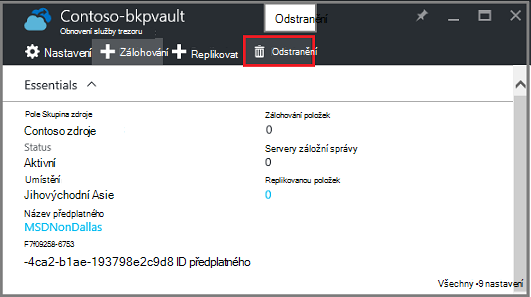 Contoso-bkpvault
Obnovení služby trezoru
Odstranění
Nastavení
Zálohování
Replikovat
Odstranění
Essentials
Pole Skupina zdroje
Contoso zdroje
Status
Aktivní
Umístění
Jihovýchodní Asie
Název předplatného
MSDNonDallas
F7f09258-6753
-4ca2-b1ae-193798e2c9d8 ID předplatného
Zálohování položek
0
Servery záložní správy
0
Replikovanou položek
0
Všechny •9 nastavení